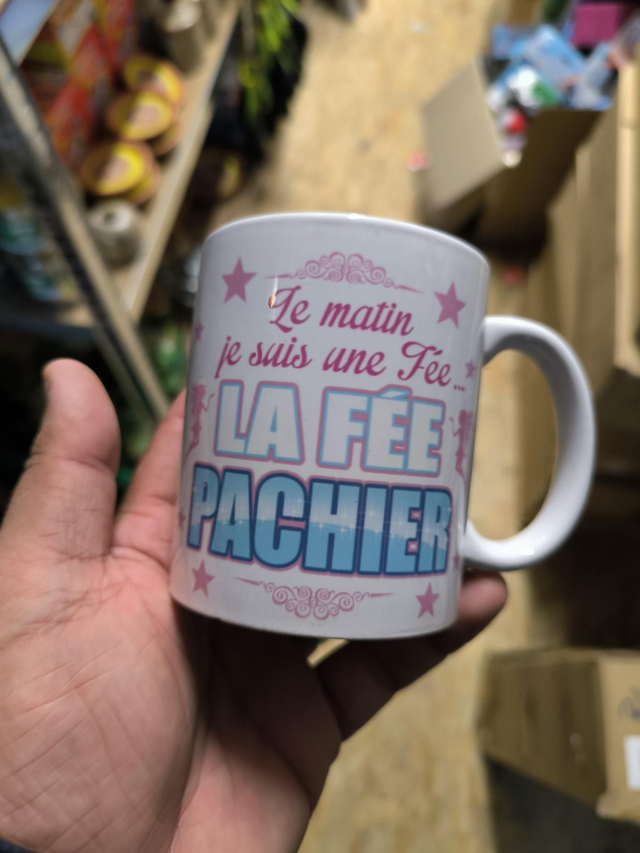 Le matin
je suis une Fée...
LA FÉE
PACHIER